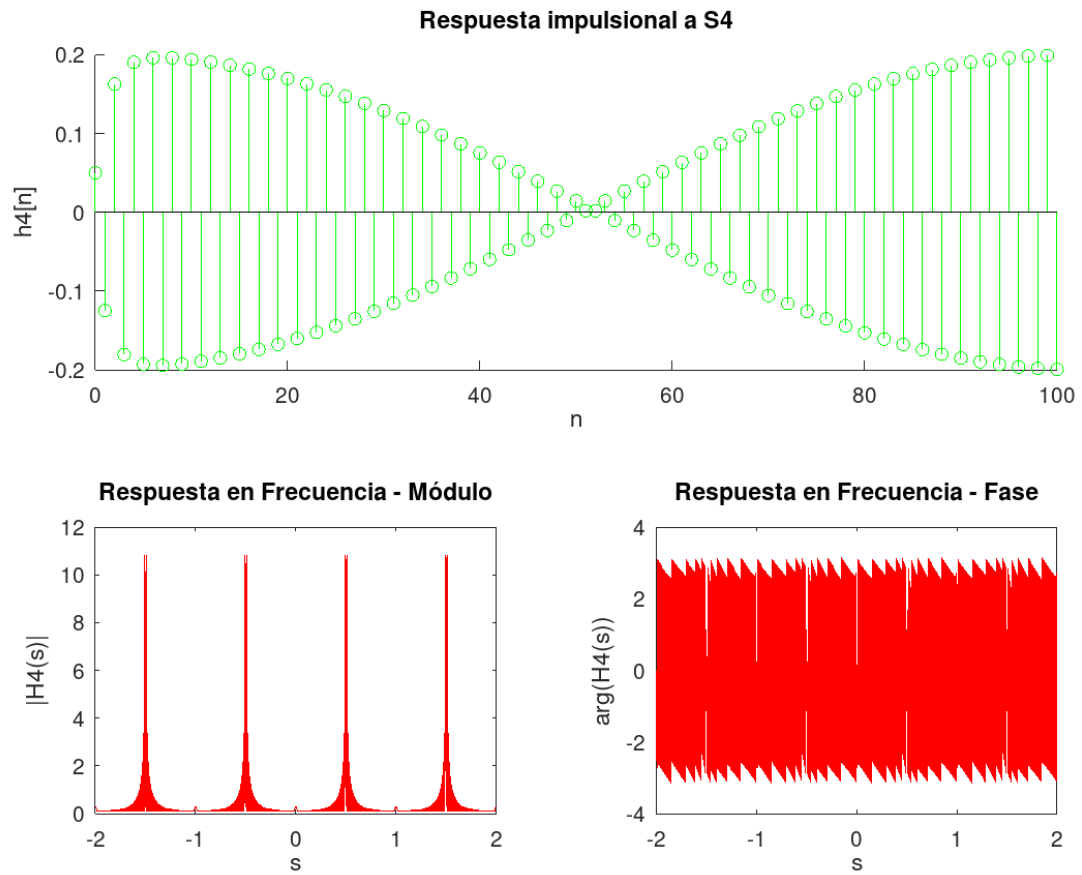 Respuesta impulsional a S4
0.2
0.1
0
-0.1
-0.2
h4[n]
0 20 40 60 80 100
n
Respuesta en Frecuencia - Módulo
12
10
8
6
4
2
0
|H4(s)|
-2 -1 0 1 2
s
Respuesta en Frecuencia - Fase
4
2
0
-2
-4
arg(H4(s))
-2 -1 0 1 2
s